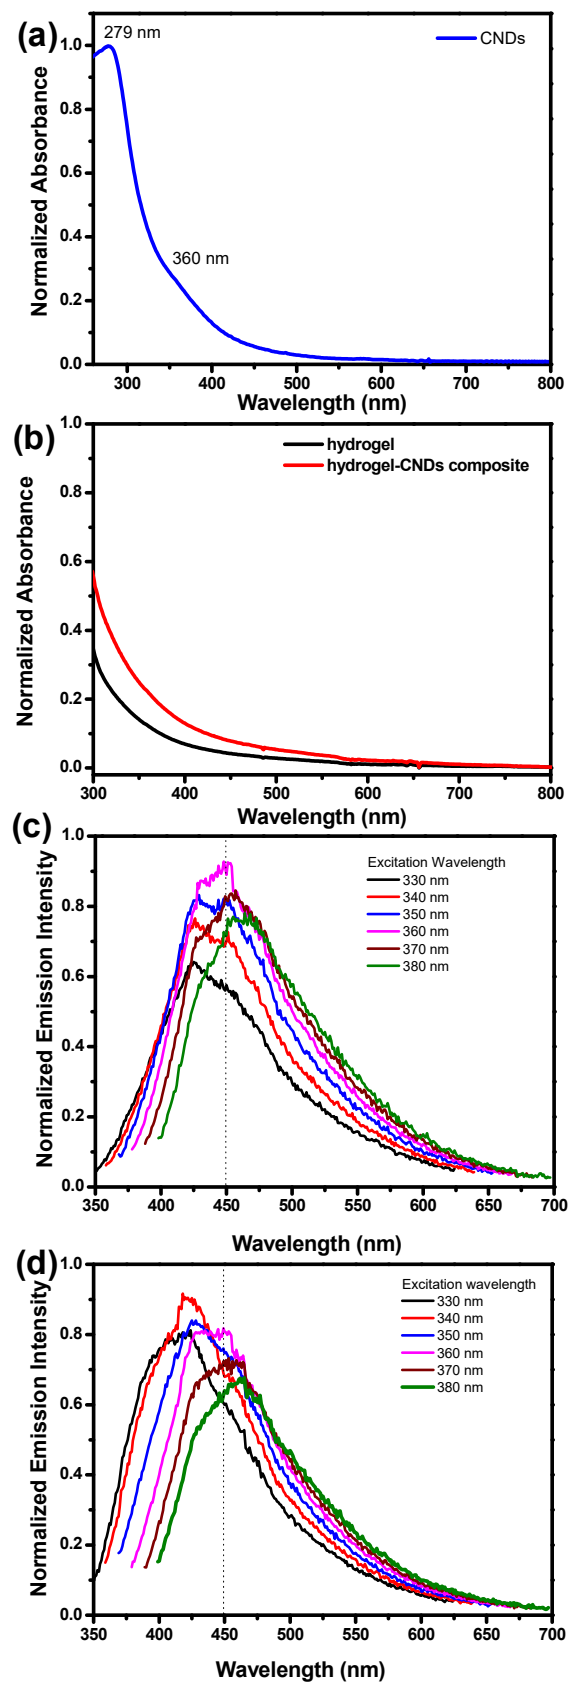 (a)
279 nm
CNDs
360 nm
Normalized Absorbance
1.0
0.8
0.6
0.4
0.2
0.0
300 400 500 600 700 800
Wavelength (nm)
(b)
hydrogel
hydrogel-CNDs composite
Normalized Absorbance
1.0
0.8
0.6
0.4
0.2
0.0
300 400 500 600 700 800
Wavelength (nm)
(c)
Excitation Wavelength
330 nm
340 nm
350 nm
360 nm
370 nm
380 nm
Normalized Emission Intensity
1.0
0.8
0.6
0.4
0.2
0.0
350 400 450 500 550 600 650 700
Wavelength (nm)
(d)
Excitation wavelength
330 nm
340 nm
350 nm
360 nm
370 nm
380 nm
Normalized Emission Intensity
1.0
0.8
0.6
0.4
0.2
0.0
350 400 450 500 550 600 650 700
Wavelength (nm)